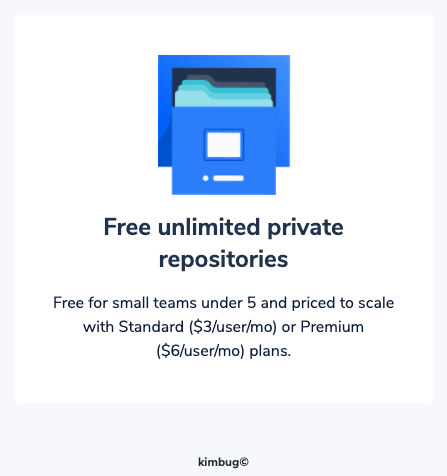 Free unlimited private
repositories
Free for small teams under 5 and priced to scale
with Standard ($3/user/mo) or Premium
($6/user/mo) plans.
kimbug©